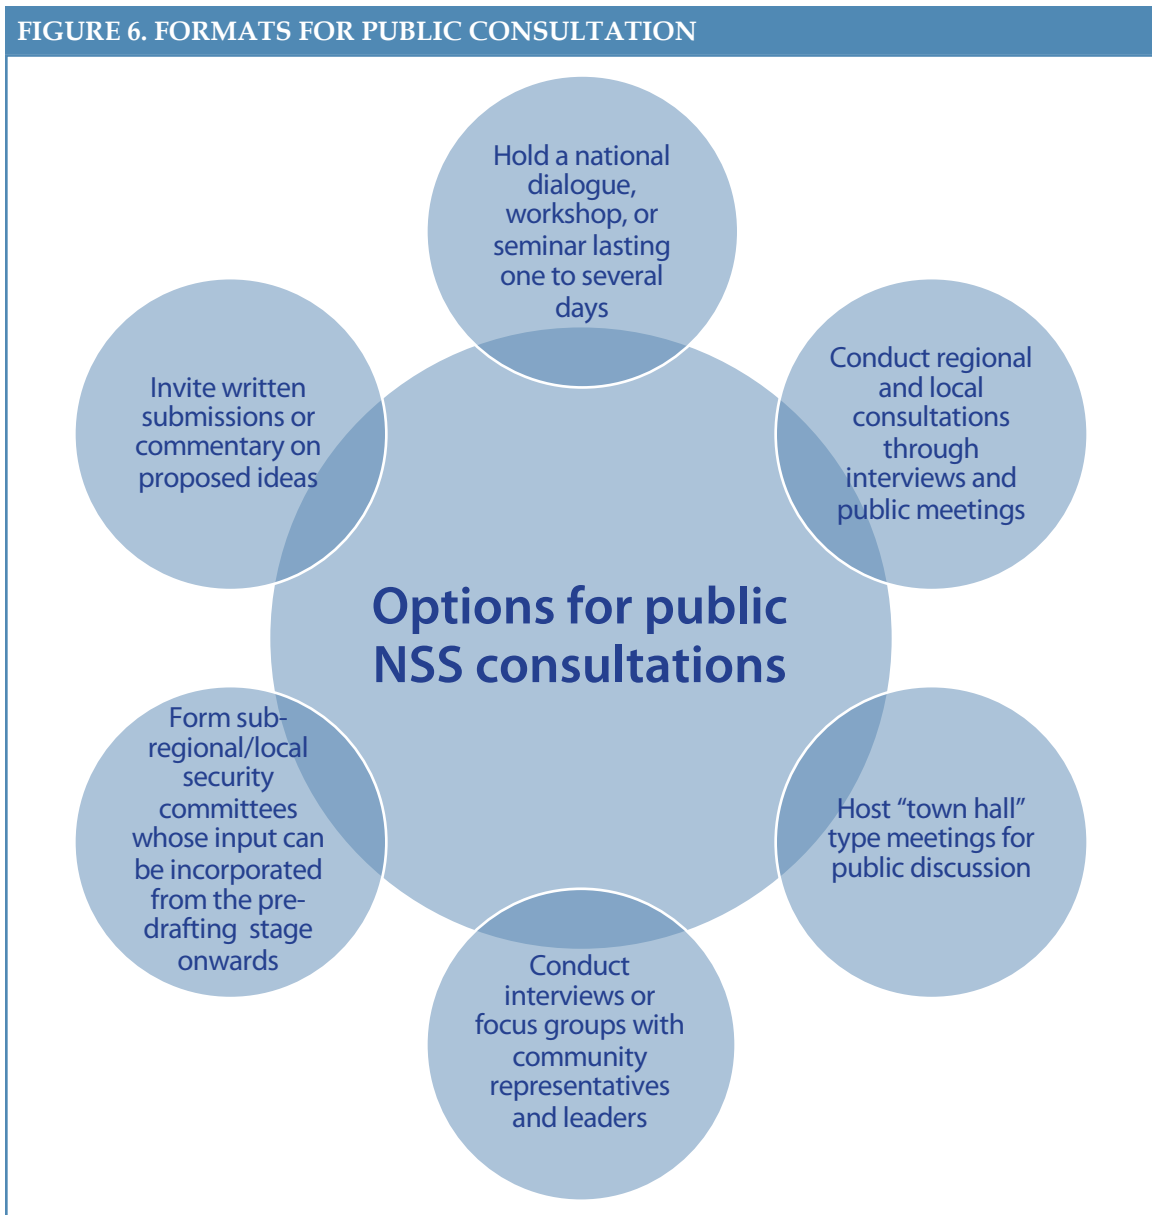 FIGURE 6. FORMATS FOR PUBLIC CONSULTATION
Hold a national
dialogue,
workshop, or
seminar lasting
one to several
days
Conduct regional
and local
consultations
through
interviews and
public meetings
Host “town hall”
type meetings for
public discussion
Conduct
interviews or
focus groups with
community
representatives
and leaders
Form sub-
regional/local
security
committees
whose input can
be incorporated
from the pre-
drafting stage
onwards
Invite written
submissions or
commentary on
proposed ideas
Options for public
NSS consultations